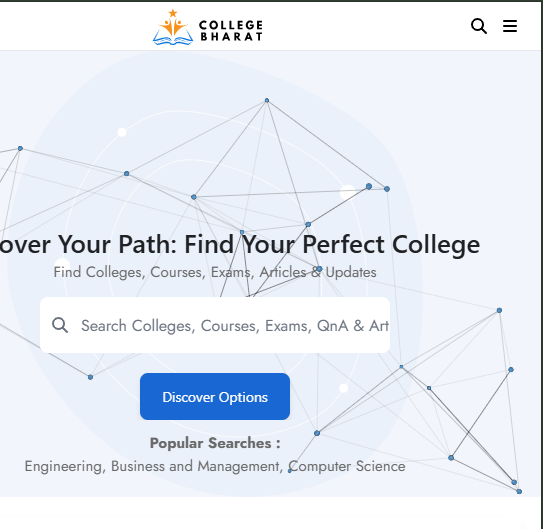 COLLEGE
BHARAT
over Your Path: Find Your Perfect College
Find Colleges, Courses, Exams, Articles & Updates
Search Colleges, Courses, Exams, QnA & Art
Discover Options
Popular Searches :
Engineering, Business and Management, Computer Science